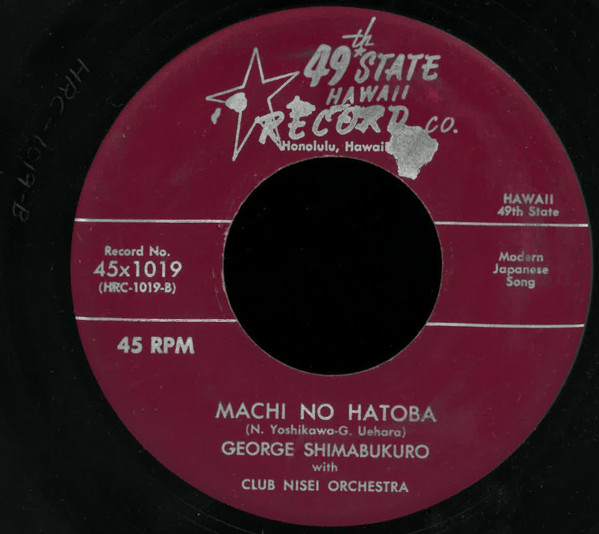 49th STATE
HAWAII
RECORD CO.
Honolulu, Hawaii
HAWAII
49th State
Record No.
45x1019
(HRC-1019-B)
Modern
Japanese
Song
45 RPM
MACHI NO HATOBA
(N. Yoshikawa-G. Uehara)
GEORGE SHIMABUKURO
with
CLUB NISEI ORCHESTRA
HRC-1019-B